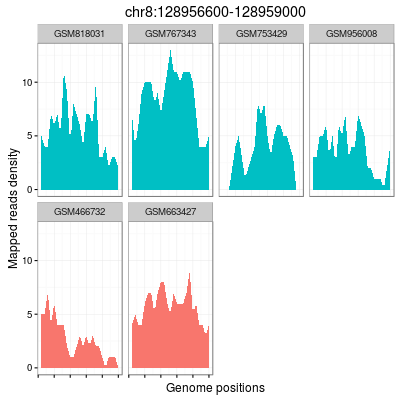 chr8:128956600-128959000
GSM818031 GSM767343 GSM753429 GSM956008
10
5
0
GSM466732 GSM663427
10
5
0
Mapped reads density
Genome positions